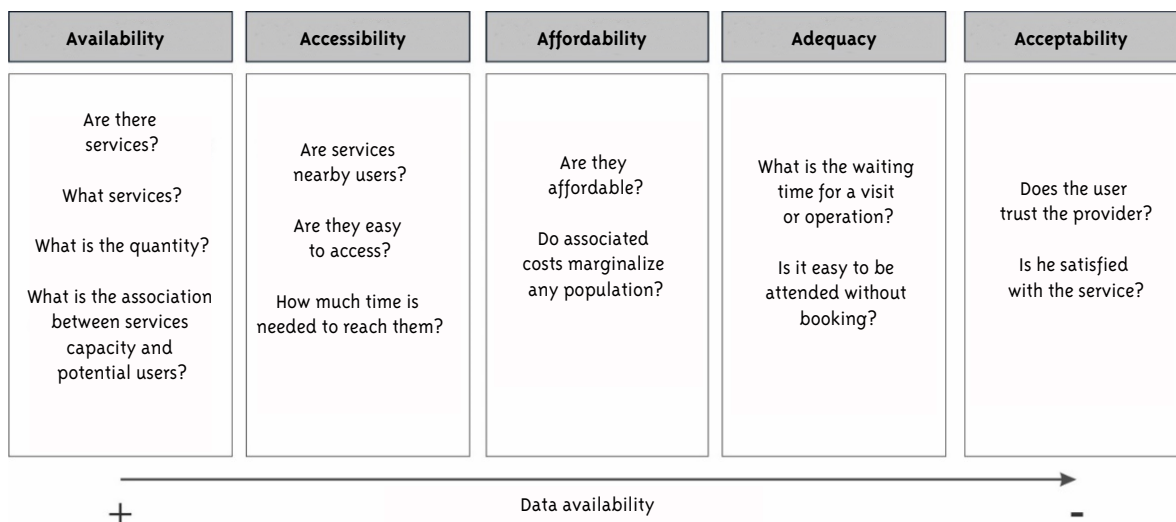 Availability
Are there
services?
What services?
What is the quantity?
What is the association
between services
capacity and
potential users?
Accessibility
Are services
nearby users?
Are they easy
to access?
How much time is
needed to reach them?
Affordability
Are they
affordable?
Do associated
costs marginalize
any population?
Adequacy
What is the waiting
time for a visit
or operation?
Is it easy to be
attended without
booking?
Acceptability
Does the user
trust the provider?
Is he satisfied
with the service?
+
Data availability
-